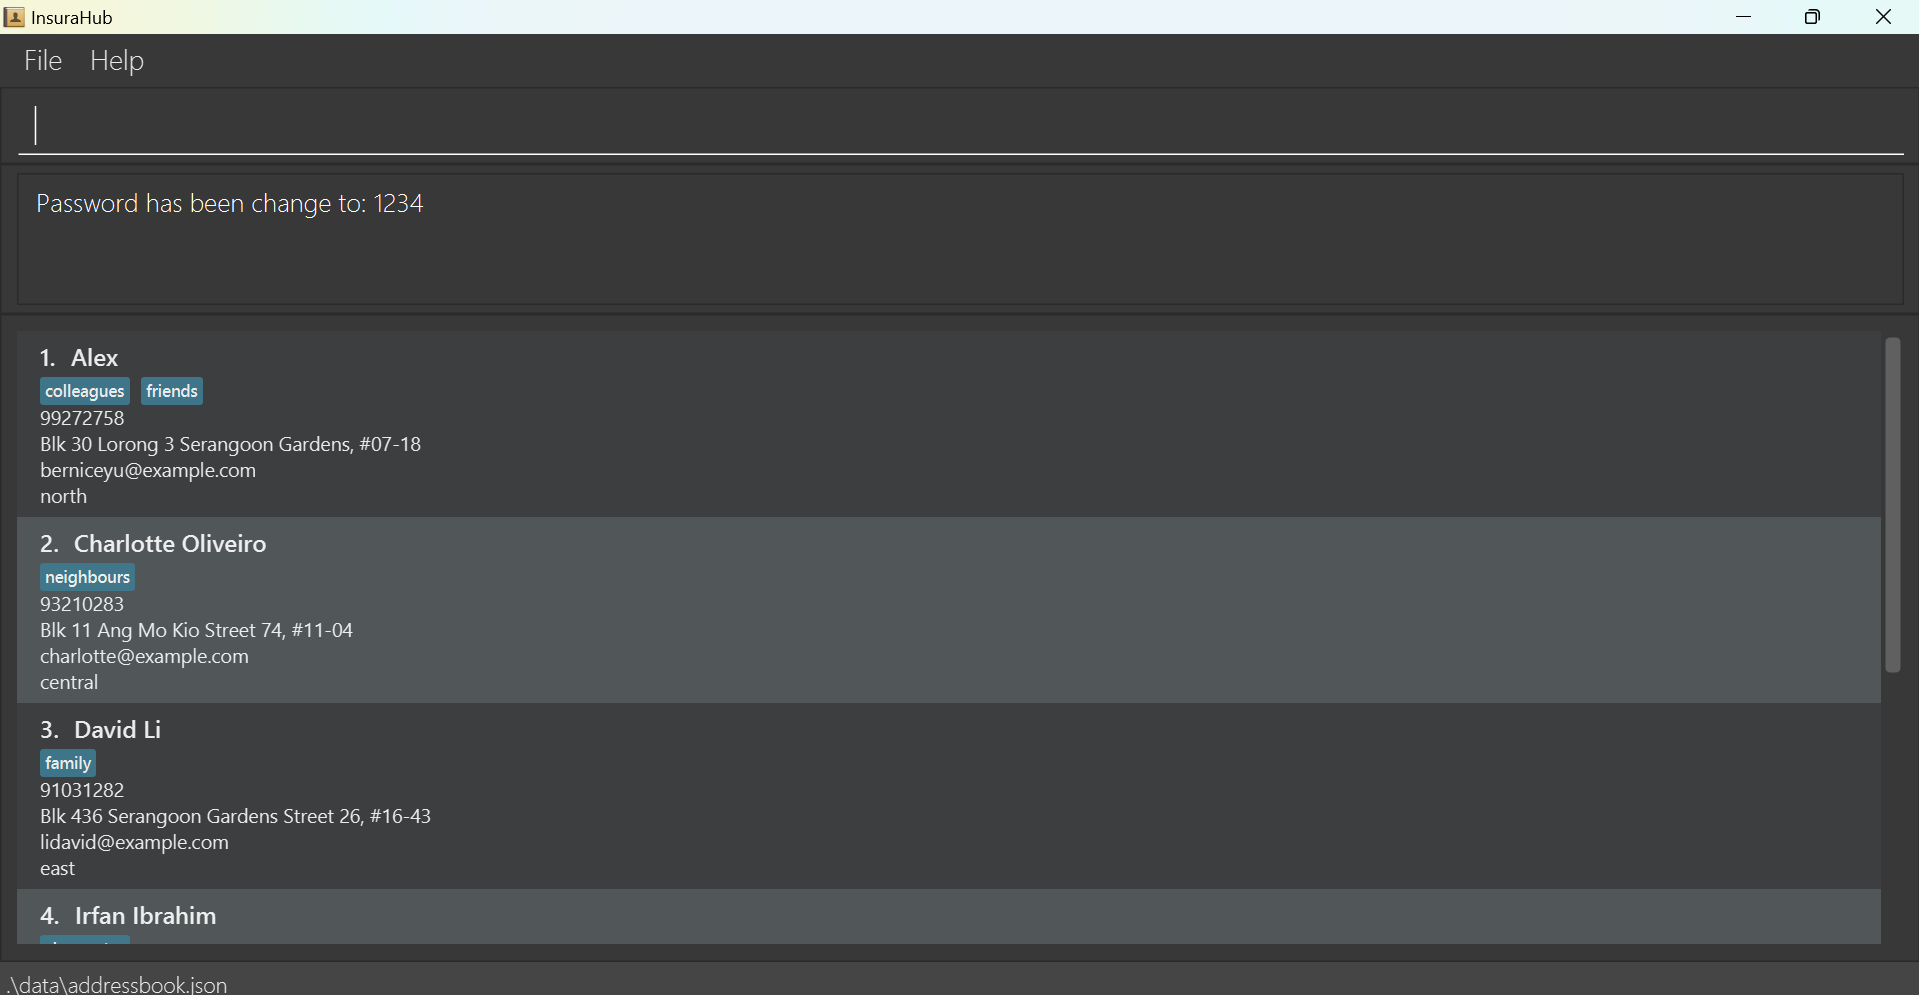 InsuraHub
File Help
Password has been change to: 1234
1. Alex
colleagues friends
99272758
Blk 30 Lorong 3 Serangoon Gardens, #07-18
berniceyu@example.com
north
2. Charlotte Oliveiro
neighbours
93210283
Blk 11 Ang Mo Kio Street 74, #11-04
charlotte@example.com
central
3. David Li
family
91031282
Blk 436 Serangoon Gardens Street 26, #16-43
lidavid@example.com
east
4. Irfan Ibrahim
.\data\addressbook.json